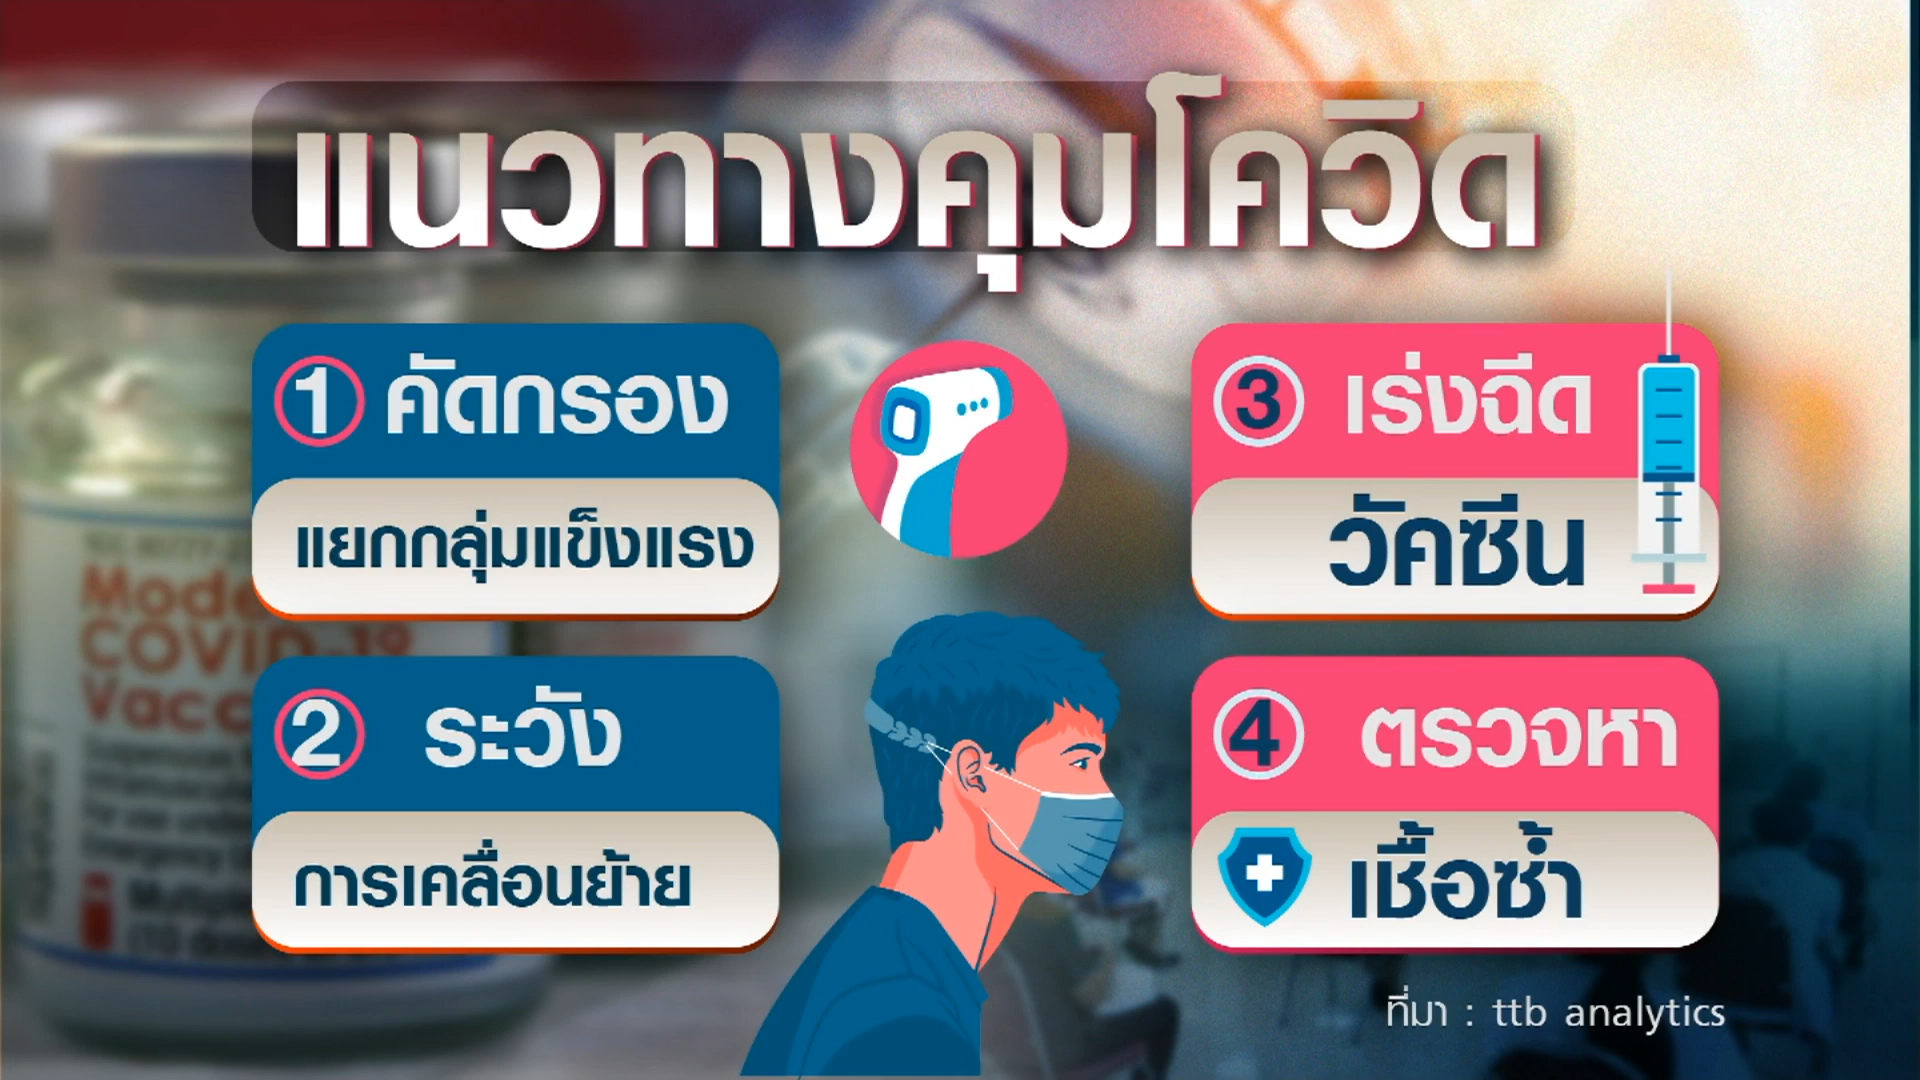 แนวทางคุมโควิด
1 คัดกรอง
แยกกลุ่มแข็งแรง
2 ระวัง
การเคลื่อนย้าย
3 เร่งฉีด
วัคซีน
4 ตรวจหา
เชื้อซ้ำ
ที่มา : ttb analytics
COVID-19